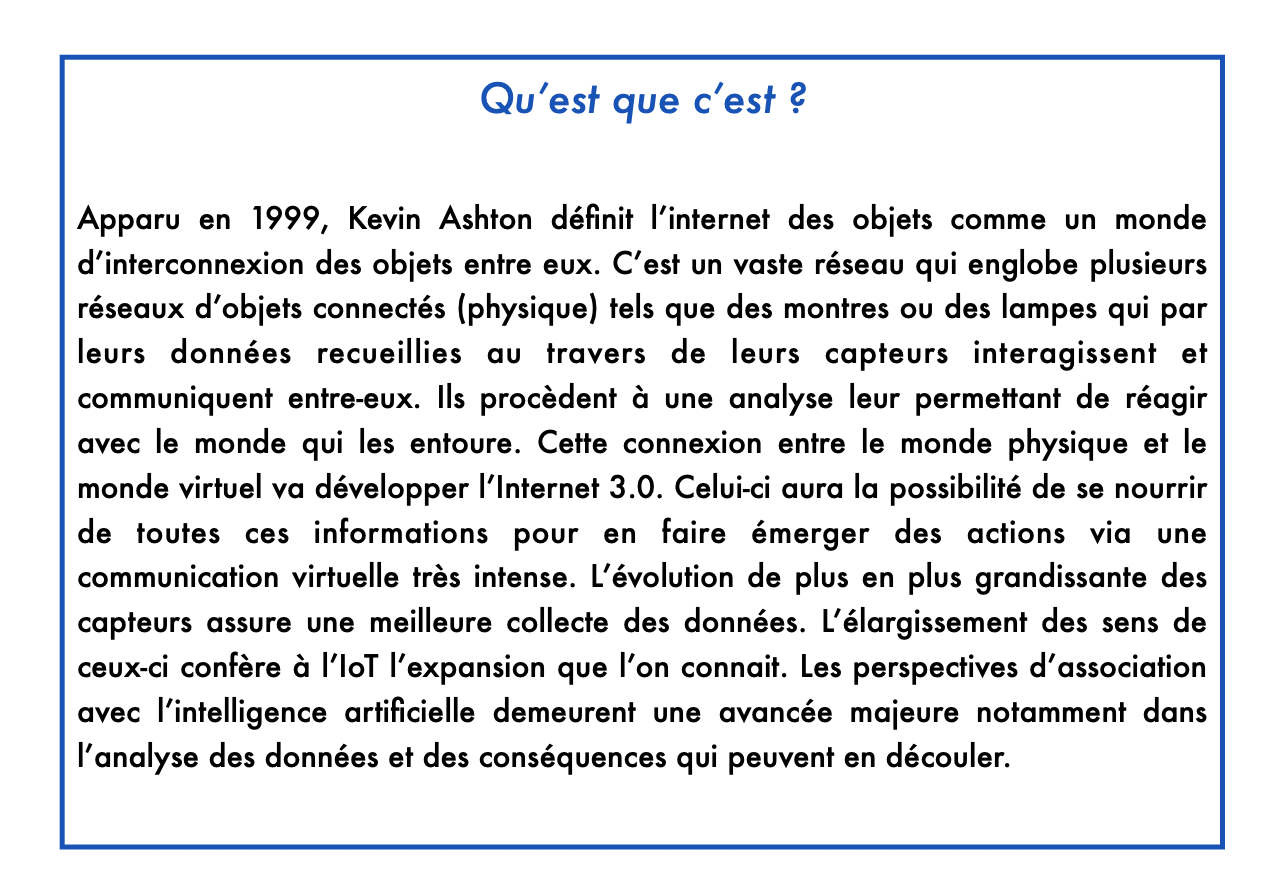 Qu’est que c’est ?
Apparu en 1999, Kevin Ashton définit l’internet des objets comme un monde
d’interconnexion des objets entre eux. C’est un vaste réseau qui englobe plusieurs
réseaux d’objets connectés (physique) tels que des montres ou des lampes qui par
leurs données recueillies au travers de leurs capteurs interagissent et
communiquent entre-eux. Ils procèdent à une analyse leur permettant de réagir
avec le monde qui les entoure. Cette connexion entre le monde physique et le
monde virtuel va développer l’Internet 3.0. Celui-ci aura la possibilité de se nourrir
de toutes ces informations pour en faire émerger des actions via une
communication virtuelle très intense. L’évolution de plus en plus grandissante des
capteurs assure une meilleure collecte des données. L’élargissement des sens de
ceux-ci confère à l’IoT l’expansion que l’on connait. Les perspectives d’association
avec l’intelligence artificielle demeurent une avancée majeure notamment dans
l’analyse des données et des conséquences qui peuvent en découler.